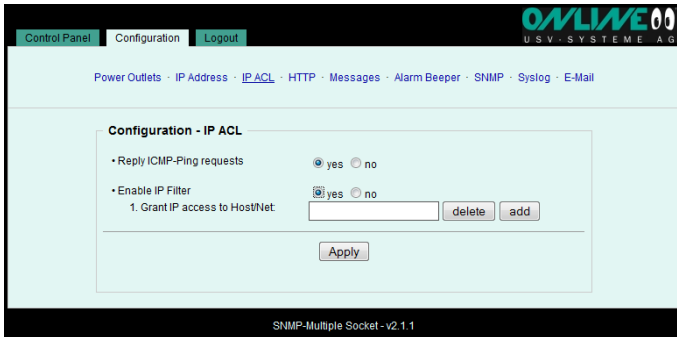 ONLINE
USV-SYSTEME AG
Control Panel Configuration Logout
Power Outlets · IP Address · IP ACL · HTTP · Messages · Alarm Beeper · SNMP · Syslog · E-Mail
Configuration - IP ACL
• Reply ICMP-Ping requests yes no
• Enable IP Filter yes no
1. Grant IP access to Host/Net: delete add
Apply
SNMP-Multiple Socket - v2.1.1